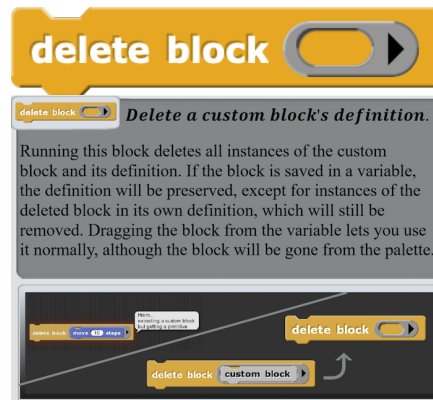 delete block
delete block Delete a custom block's definition.
Running this block deletes all instances of the custom
block and its definition. If the block is saved in a variable,
the definition will be preserved, except for instances of the
deleted block in its own definition, which will still be
removed. Dragging the block from the variable lets you use
it normally, although the block will be gone from the palette.
Hmm...
expecting a custom block
but getting a primitive
delete block move 10 steps
delete block
delete block custom block